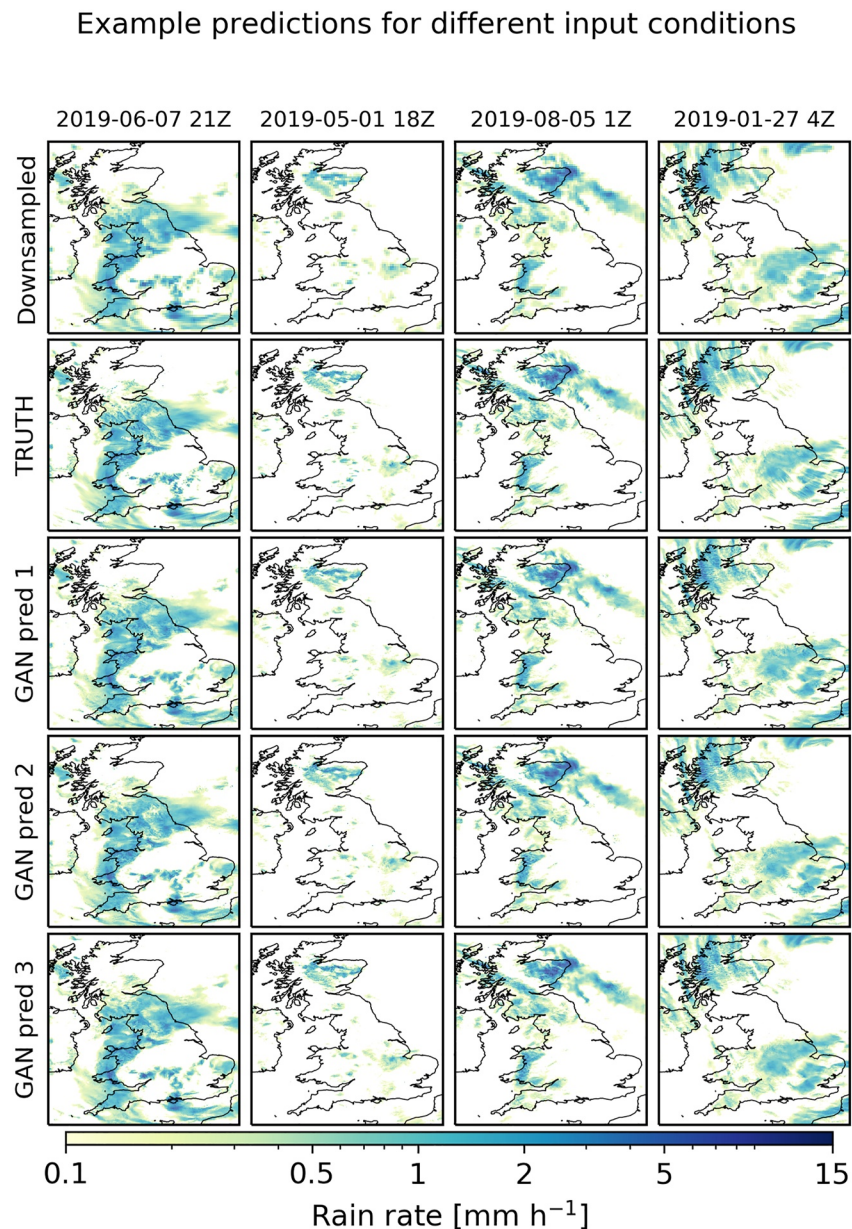 Example predictions for different input conditions
2019-06-07 21Z 2019-05-01 18Z 2019-08-05 1Z 2019-01-27 4Z
Downsampled
TRUTH
GAN pred 1
GAN pred 2
GAN pred 3
0.1 0.5 1 2 5 15
Rain rate [mm h⁻¹]